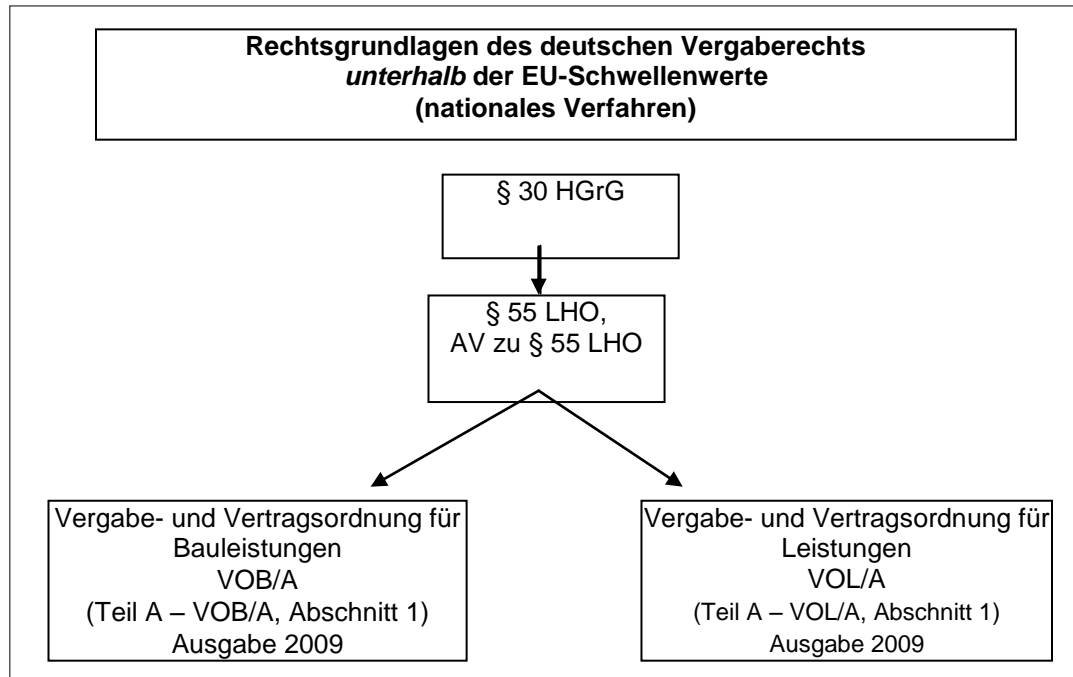 Rechtsgrundlagen des deutschen Vergaberechts
unterhalb der EU-Schwellenwerte
(nationales Verfahren)
§ 30 HGrG
§ 55 LHO,
AV zu § 55 LHO
Vergabe- und Vertragsordnung für
Bauleistungen
VOB/A
(Teil A – VOB/A, Abschnitt 1)
Ausgabe 2009
Vergabe- und Vertragsordnung für
Leistungen
VOL/A
(Teil A – VOL/A, Abschnitt 1)
Ausgabe 2009